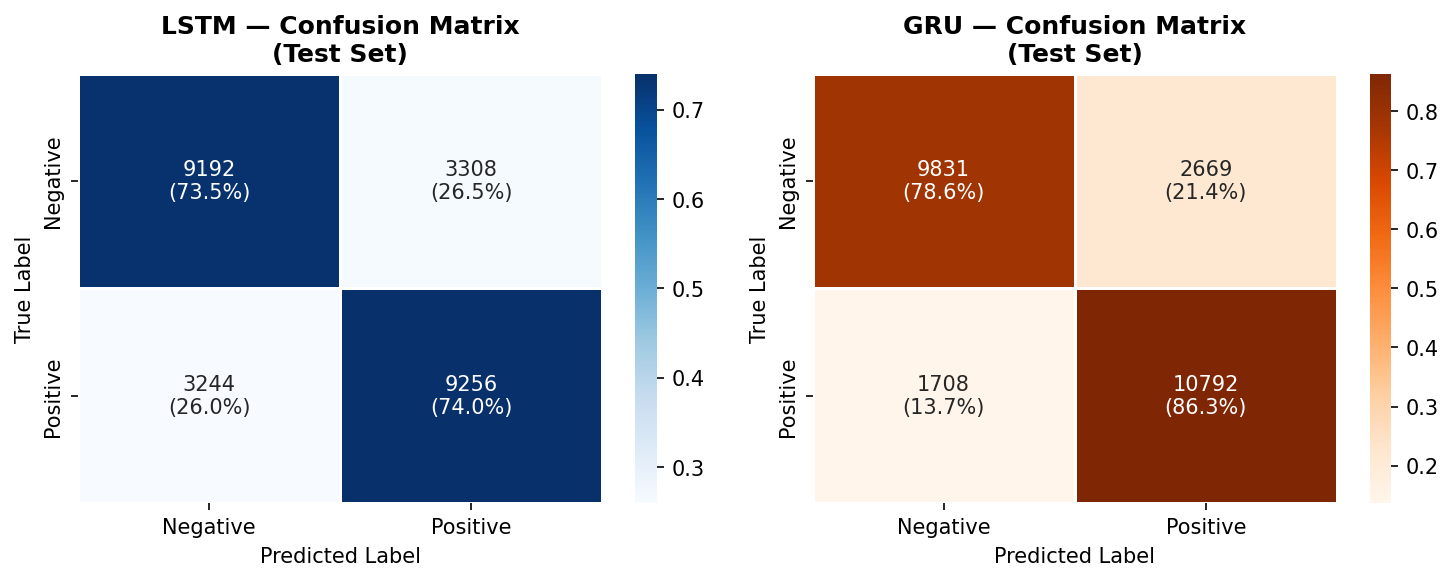 LSTM — Confusion Matrix
(Test Set)
True Label
Negative
Positive
9192
(73.5%)
3308
(26.5%)
3244
(26.0%)
9256
(74.0%)
Negative
Positive
Predicted Label
0.7
0.6
0.5
0.4
0.3
GRU — Confusion Matrix
(Test Set)
True Label
Negative
Positive
9831
(78.6%)
2669
(21.4%)
1708
(13.7%)
10792
(86.3%)
Negative
Positive
Predicted Label
0.8
0.7
0.6
0.5
0.4
0.3
0.2